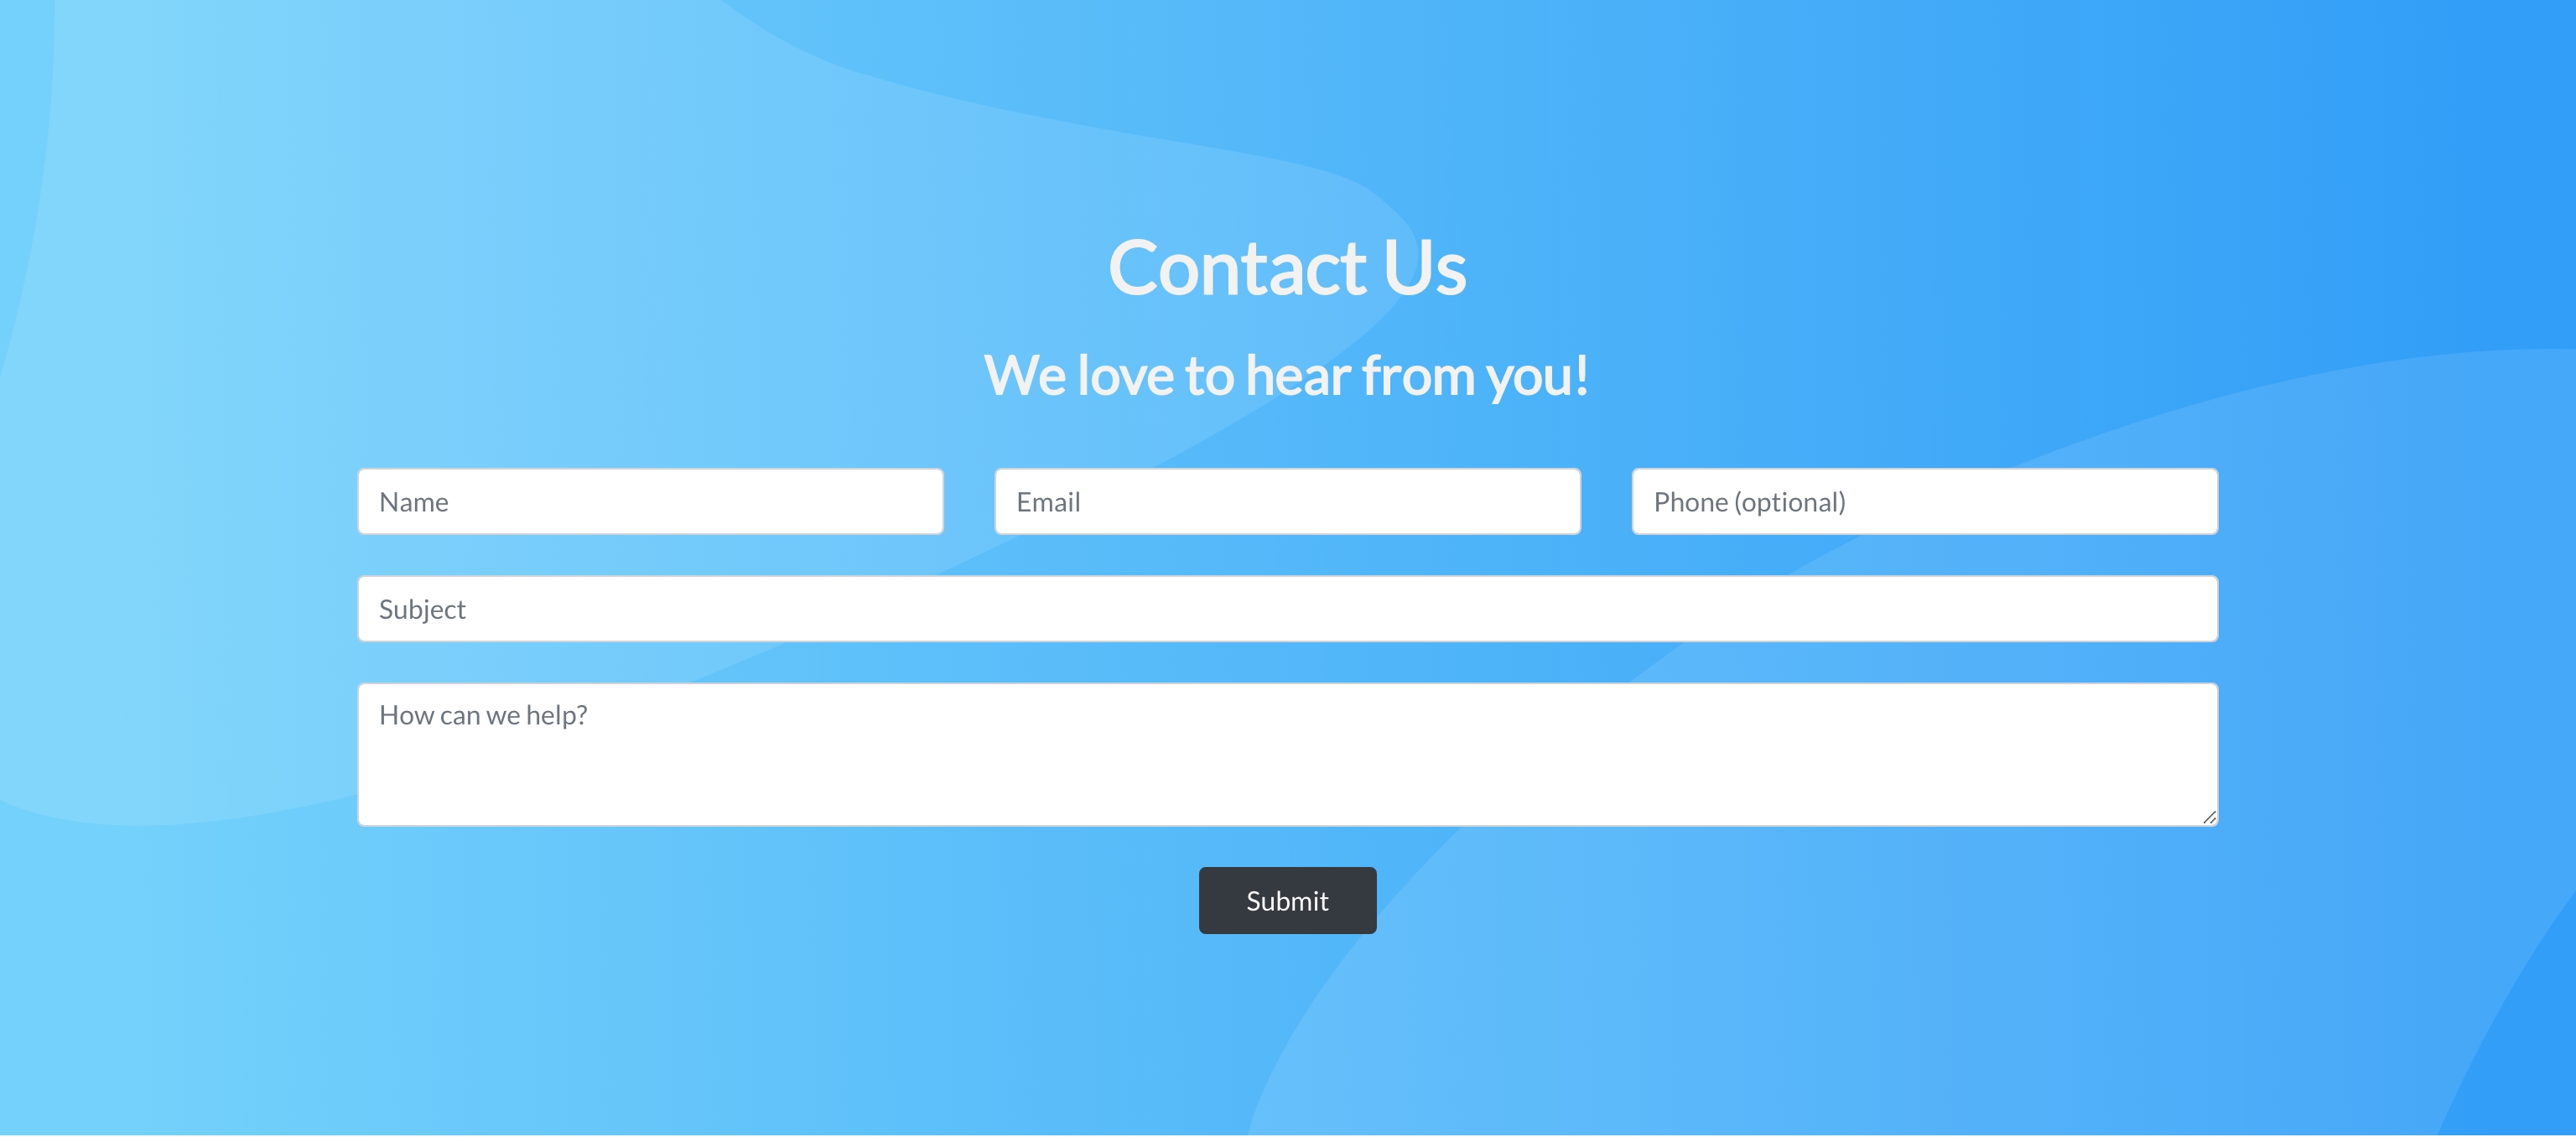 Contact Us
We love to hear from you!
Name
Email
Phone (optional)
Subject
How can we help?
Submit